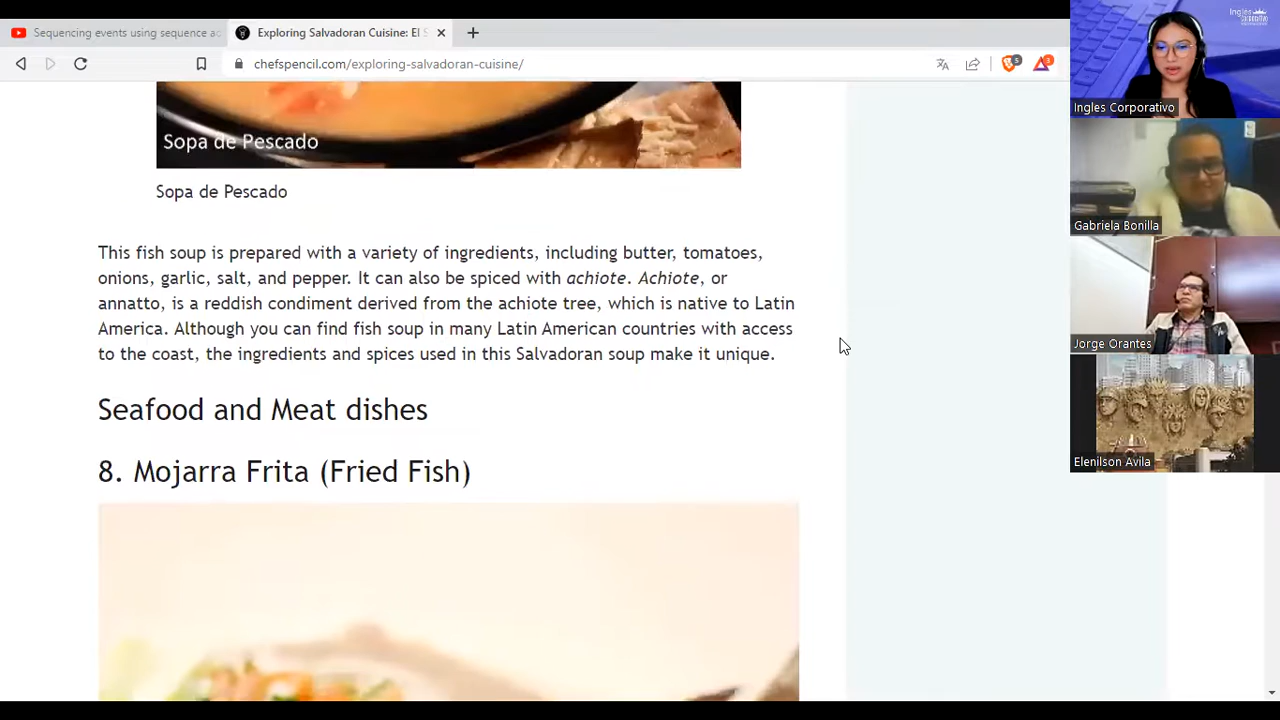 Sequencing events using sequence ac
Exploring Salvadoran Cuisine: El S
chefspencil.com/exploring-salvadoran-cuisine/
5
3
Sopa de Pescado
Sopa de Pescado
This fish soup is prepared with a variety of ingredients, including butter, tomatoes,
onions, garlic, salt, and pepper. It can also be spiced with achiote. Achiote, or
annatto, is a reddish condiment derived from the achiote tree, which is native to Latin
America. Although you can find fish soup in many Latin American countries with access
to the coast, the ingredients and spices used in this Salvadoran soup make it unique.
Seafood and Meat dishes
8. Mojarra Frita (Fried Fish)
Ingles
Ingles Corporativo
Gabriela Bonilla
Jorge Orantes
Elenilson Avila